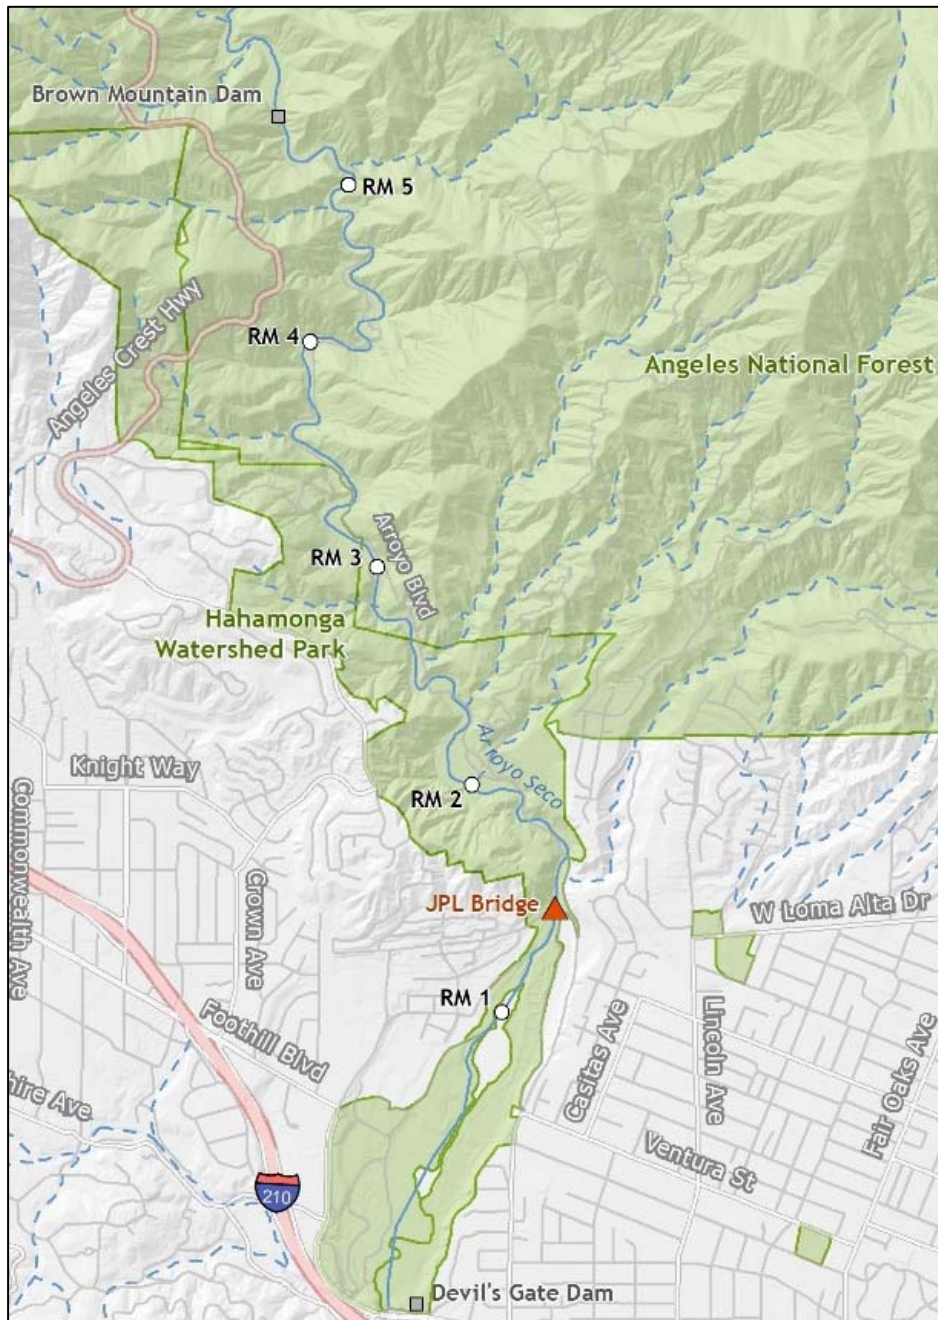 Brown Mountain Dam
RM 5
Angeles Crest Hwy
RM 4
Angeles National Forest
Arroyo Blvd
RM 3
Hahamonga
Watershed Park
Arroyo Seco
Knight Way
RM 2
Commonwealth Ave
Crown Ave
JPL Bridge
W Loma Alta Dr
RM 1
Foothill Blvd
Casitas Ave
Lincoln Ave
Fair Oaks Ave
hire Ave
Ventura St
210
Devil's Gate Dam